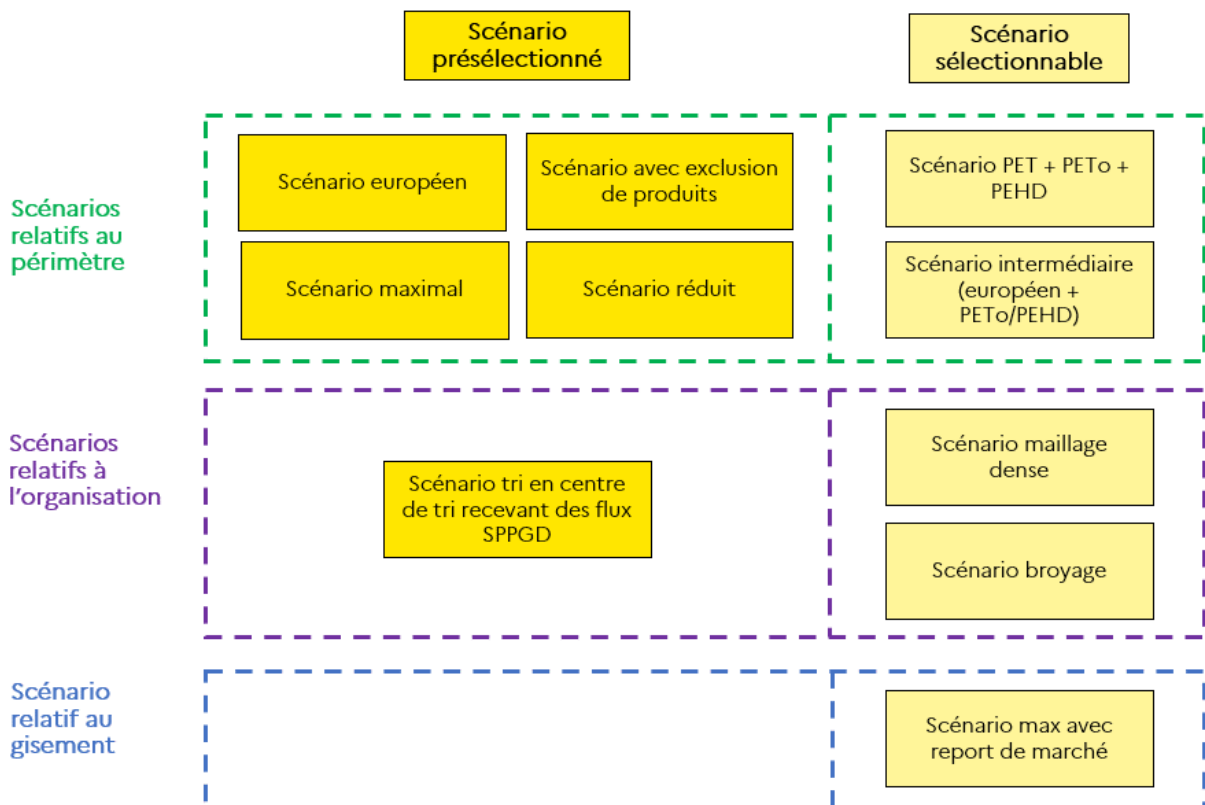 Scénario
présélectionné
Scénario
sélectionnable
Scénarios
relatifs au
périmètre
Scénario européen
Scénario avec exclusion
de produits
Scénario PET + PETo +
PEHD
Scénario maximal
Scénario réduit
Scénario intermédiaire
(européen +
PETo/PEHD)
Scénarios
relatifs à
l'organisation
Scénario tri en centre
de tri recevant des flux
SPPGD
Scénario maillage
dense
Scénario broyage
Scénario
relatif au
gisement
Scénario max avec
report de marché